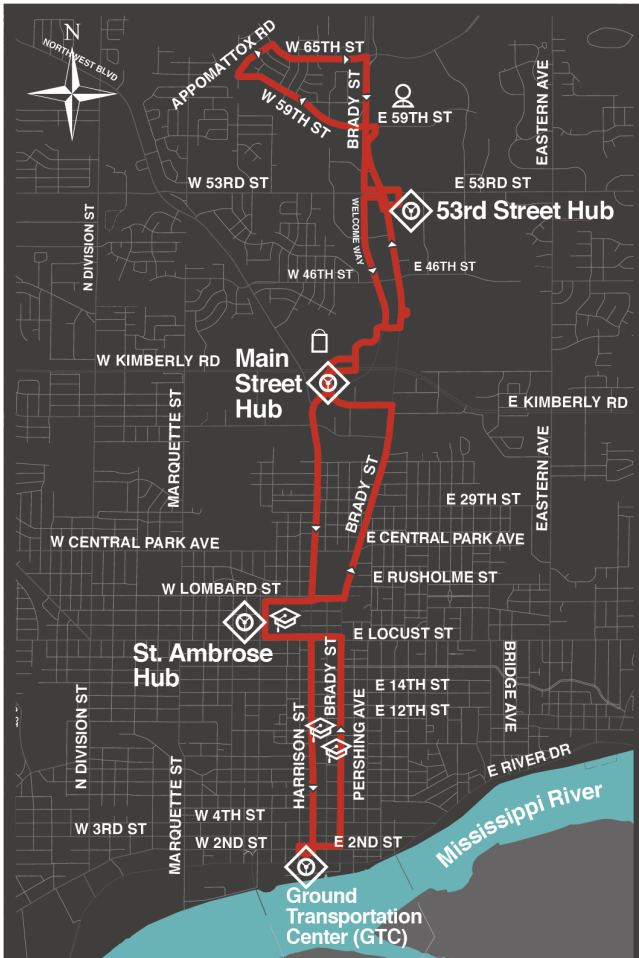 N
NORTHWEST BLVD
APPOMATTOX RD
W 65TH ST
BRADY ST
W 59TH ST
E 59TH ST
EASTERN AVE
W 53RD ST
E 53RD ST
53rd Street Hub
N DIVISION ST
WELCOME WAY
W 46TH ST
E 46TH ST
W KIMBERLY RD
Main
Street
Hub
E KIMBERLY RD
MARQUETTE ST
BRADY ST
E 29TH ST
EASTERN AVE
W CENTRAL PARK AVE
E CENTRAL PARK AVE
W LOMBARD ST
E RUSHOLME ST
E LOCUST ST
St. Ambrose
Hub
BRADY ST
BRIDGE AVE
E 14TH ST
E 12TH ST
N DIVISION ST
HARRISON ST
PERSHING AVE
MARQUETTE ST
E RIVER DR
W 4TH ST
W 3RD ST
W 2ND ST
E 2ND ST
Mississippi River
Ground
Transportation
Center (GTC)